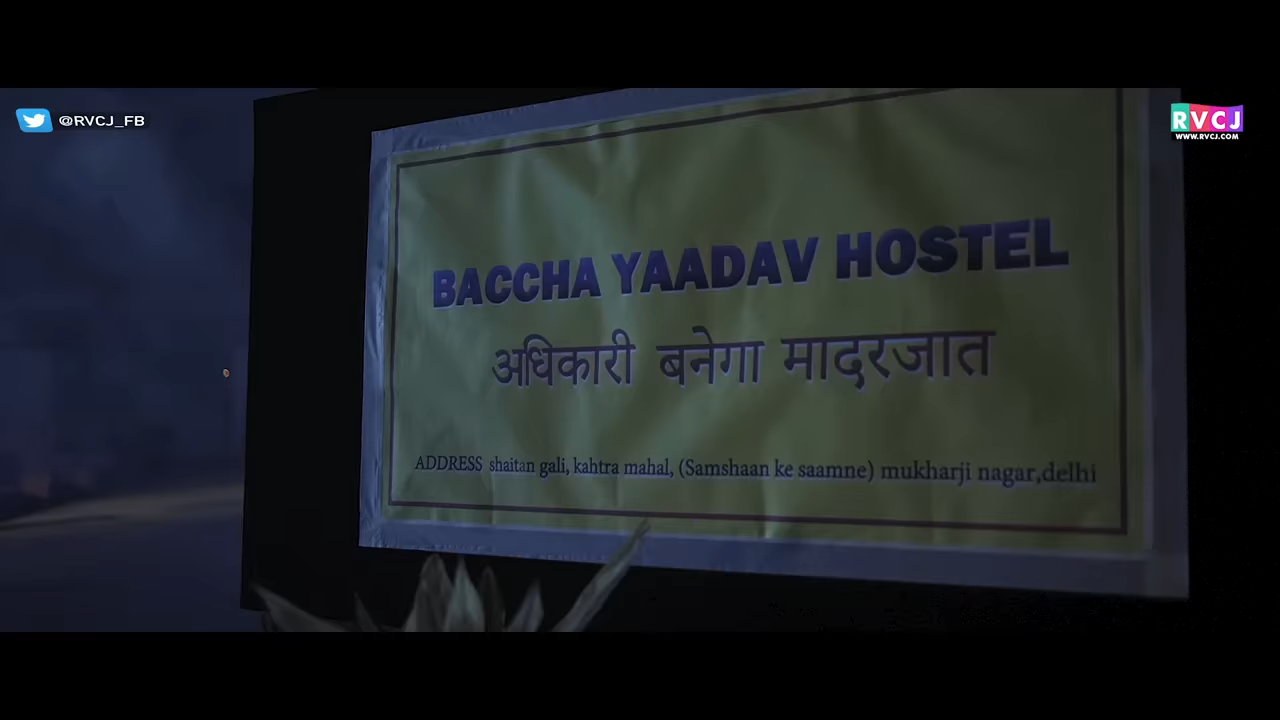 @RVCJ_FB
RVCJ
WWW.RVCJ.COM
BACCHA YAADAV HOSTEL
अधिकारी बनेगा मादरजात
ADDRESS shaitan gali, kahtra mahal, (Samshaan ke saamne) mukharji nagar,delhi